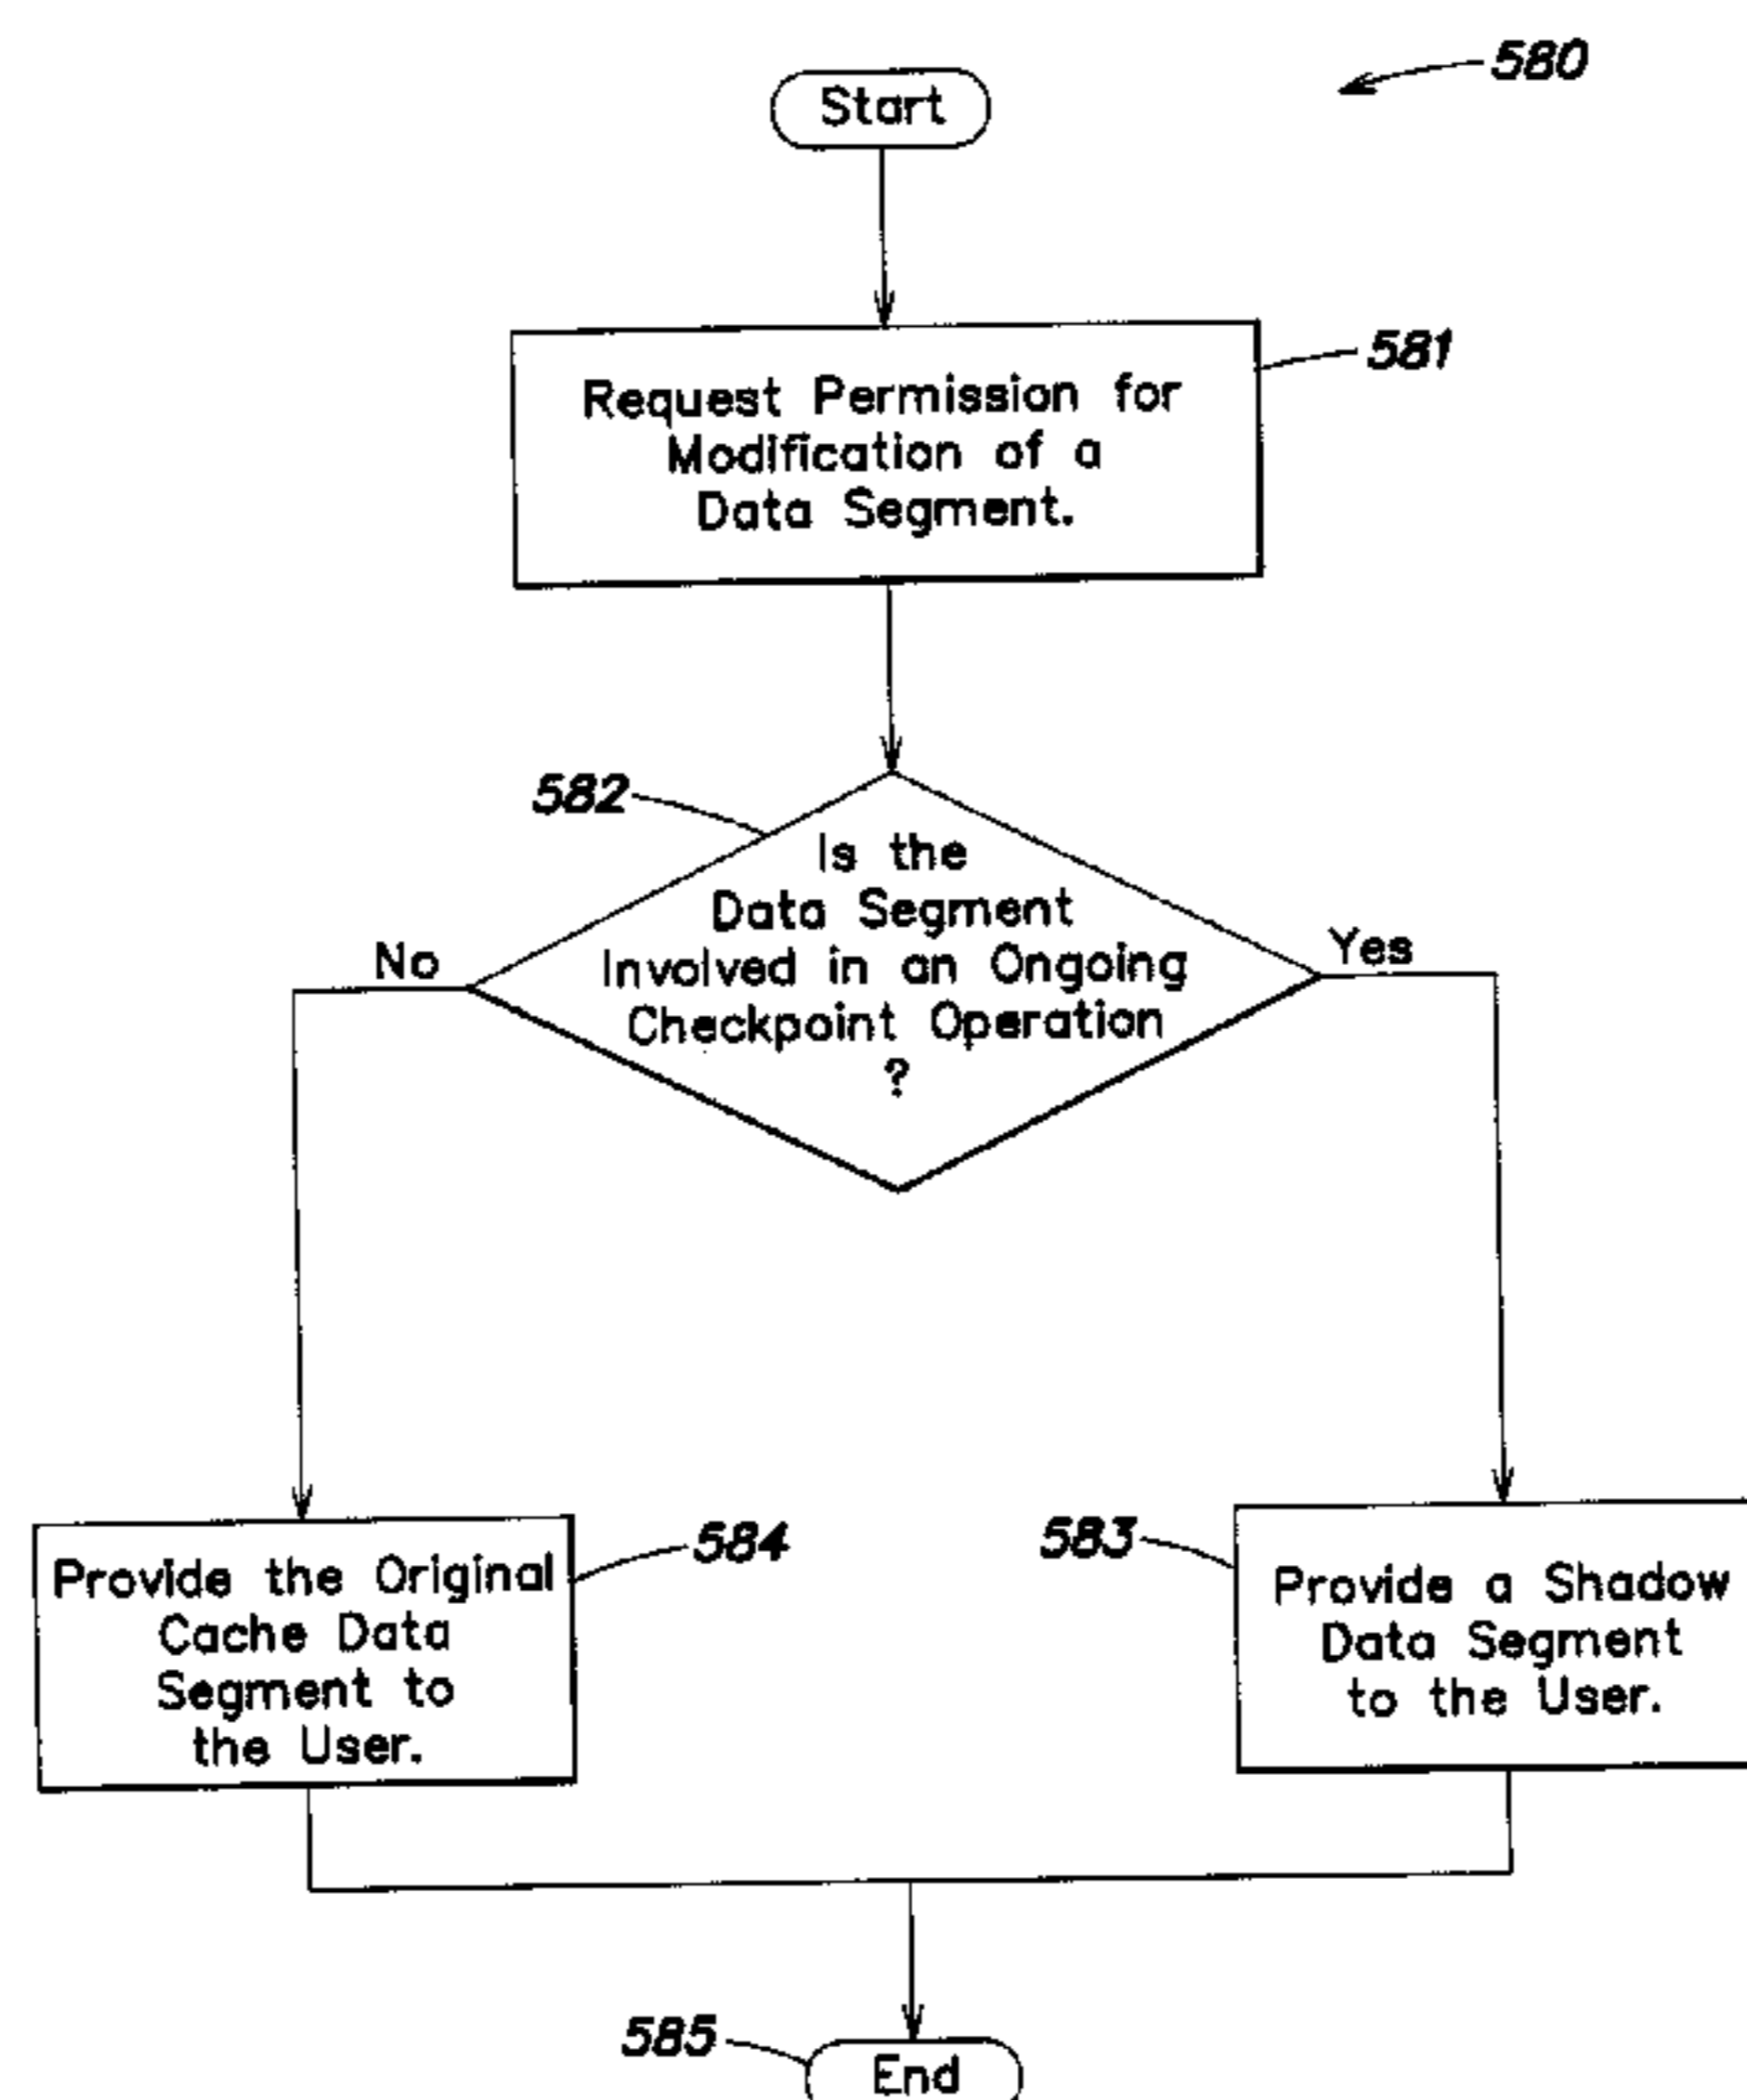 580
Start
581
Request Permission for
Modification of a
Data Segment.
582
Is the
Data Segment
Involved in an Ongoing
Checkpoint Operation
?
No
Yes
584
Provide the Original
Cache Data
Segment to
the User.
583
Provide a Shadow
Data Segment
to the User.
585
End